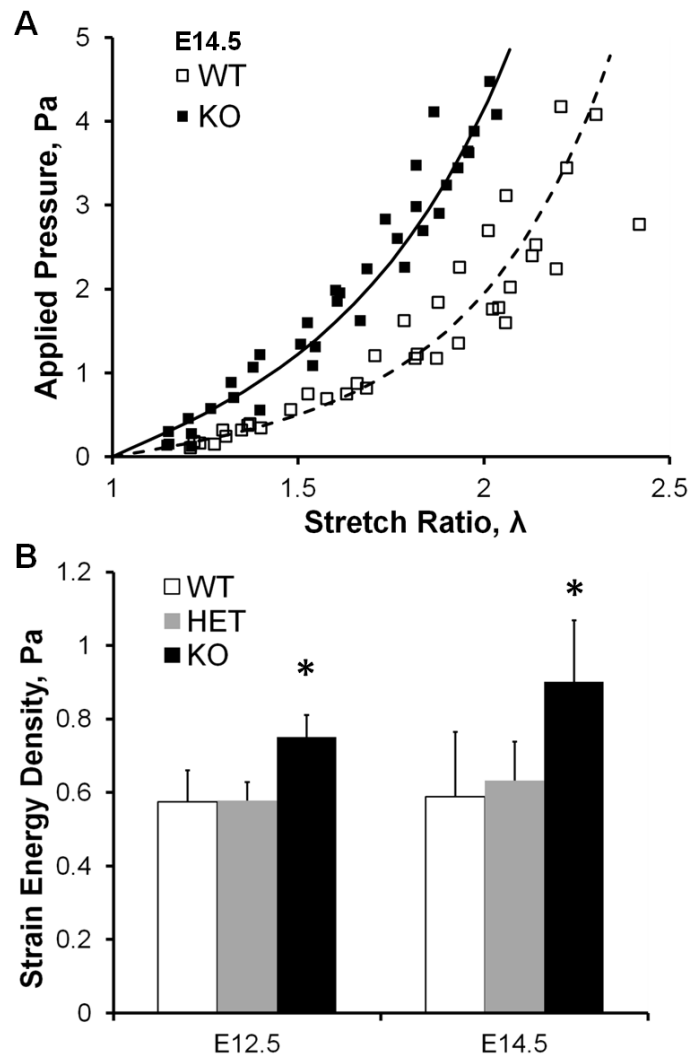 A
E14.5
WT
KO
Applied Pressure, Pa
5
4
3
2
1
0
1
1.5
2
2.5
Stretch Ratio, λ
B
WT
HET
KO
Strain Energy Density, Pa
1.2
1
0.8
0.6
0.4
0.2
0
*
*
E12.5
E14.5